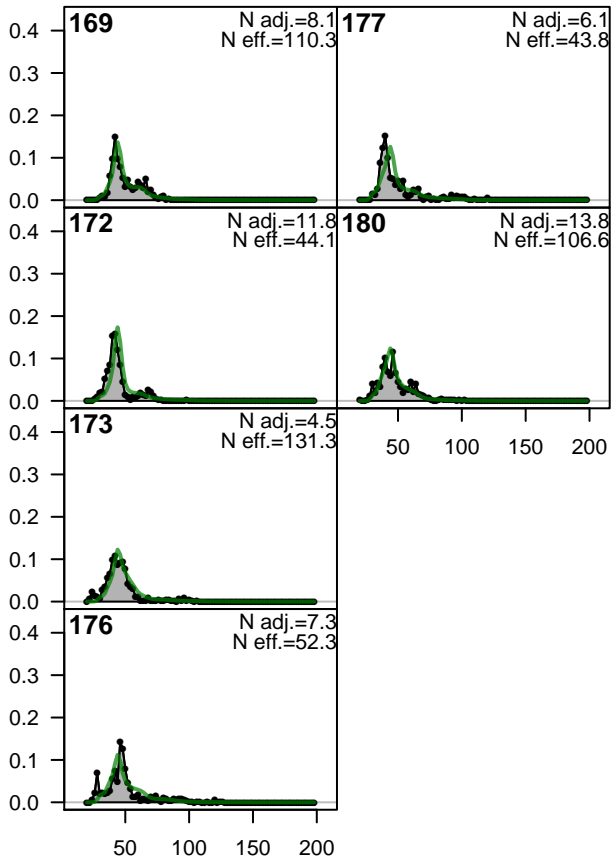 169
N adj.=8.1
N eff.=110.3
177
N adj.=6.1
N eff.=43.8
0.4
0.3
0.2
0.1
0.0
172
N adj.=11.8
N eff.=44.1
180
N adj.=13.8
N eff.=106.6
0.4
0.3
0.2
0.1
0.0
173
N adj.=4.5
N eff.=131.3
50 100 150 200
0.4
0.3
0.2
0.1
0.0
176
N adj.=7.3
N eff.=52.3
0.4
0.3
0.2
0.1
0.0
50 100 150 200